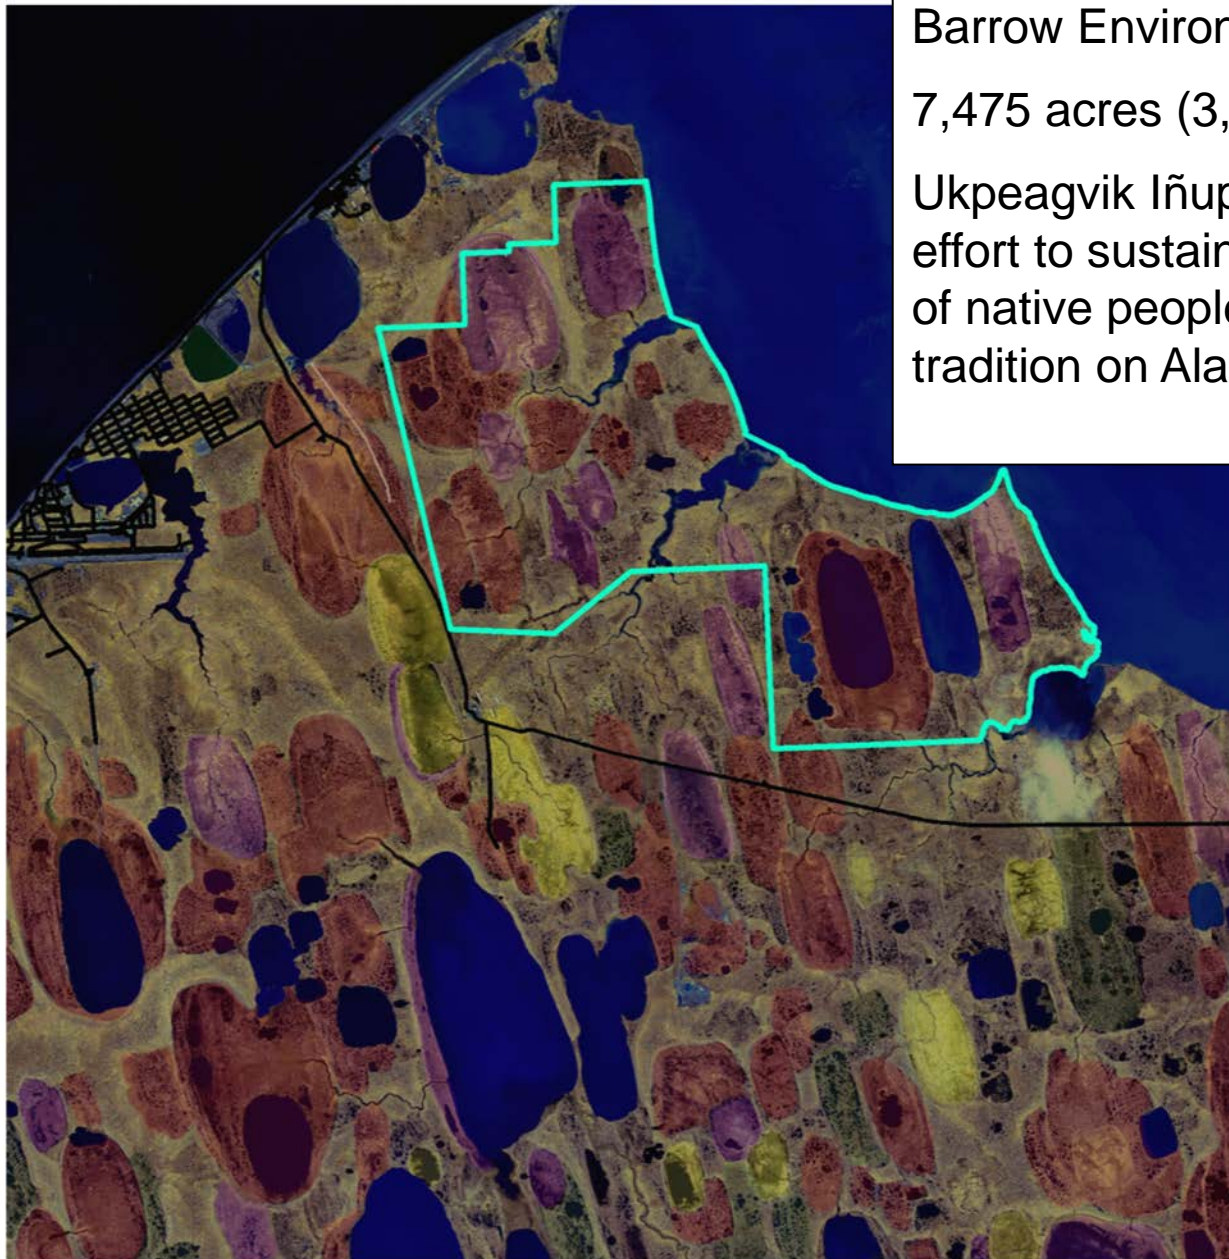 Barrow Environ
7,475 acres (3,
Ukpeagvik Iñup
effort to sustain
of native people
tradition on Ala